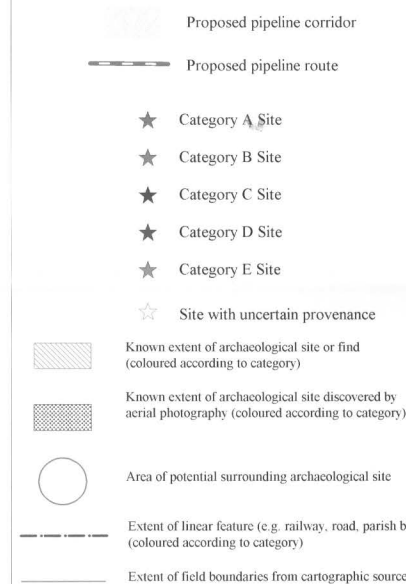 Proposed pipeline corridor
Proposed pipeline route
Category A Site
Category B Site
Category C Site
Category D Site
Category E Site
Site with uncertain provenance
Known extent of archaeological site or find
(coloured according to category)
Known extent of archaeological site discovered by
aerial photography (coloured according to category)
Area of potential surrounding archaeological site
Extent of linear feature (e.g. railway, road, parish b
(coloured according to category)
Extent of field boundaries from cartographic source